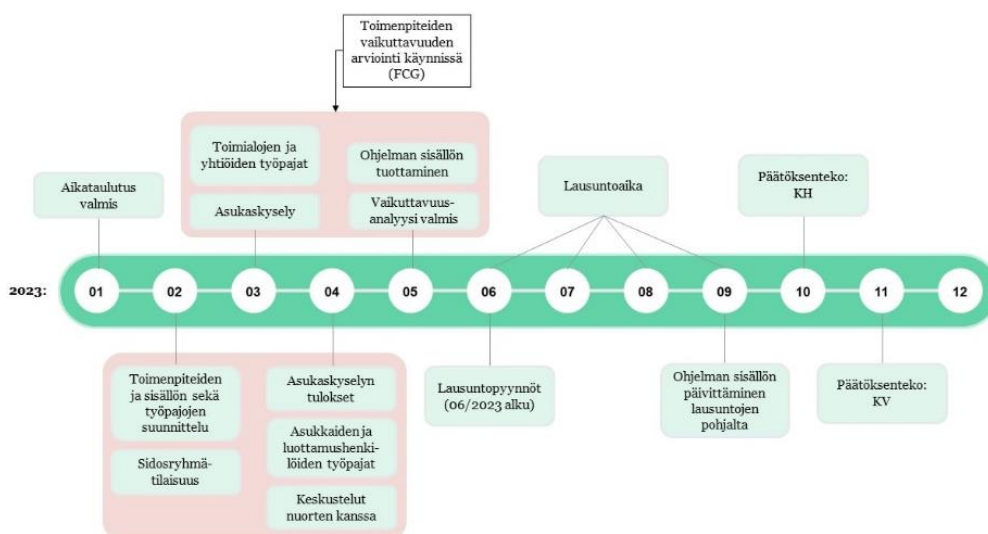 Toimenpiteiden
vaikuttavuuden
arviointi käynnissä
(FCG)
Toimialojen ja
yhtiöiden työpajat
Ohjelman sisällön
tuottaminen
Aikataulutus
valmis
Asukaskysely
Vaikuttavuus-
analyysi valmis
Lausuntoaika
Päätöksenteko:
KH
2023:
01 02 03 04 05 06 07 08 09 10 11 12
Toimenpiteiden
ja sisällön sekä
työpajojen
suunnittelu
Sidosryhmä-
tilaisuus
Asukaskyselyn
tulokset
Asukkaiden ja
luottamushenki-
löiden työpajat
Keskustelut
nuorten kanssa
Lausuntopyynnöt
(06/2023 alku)
Ohjelman sisällön
päivittäminen
lausuntojen
pohjalta
Päätöksenteko:
KV